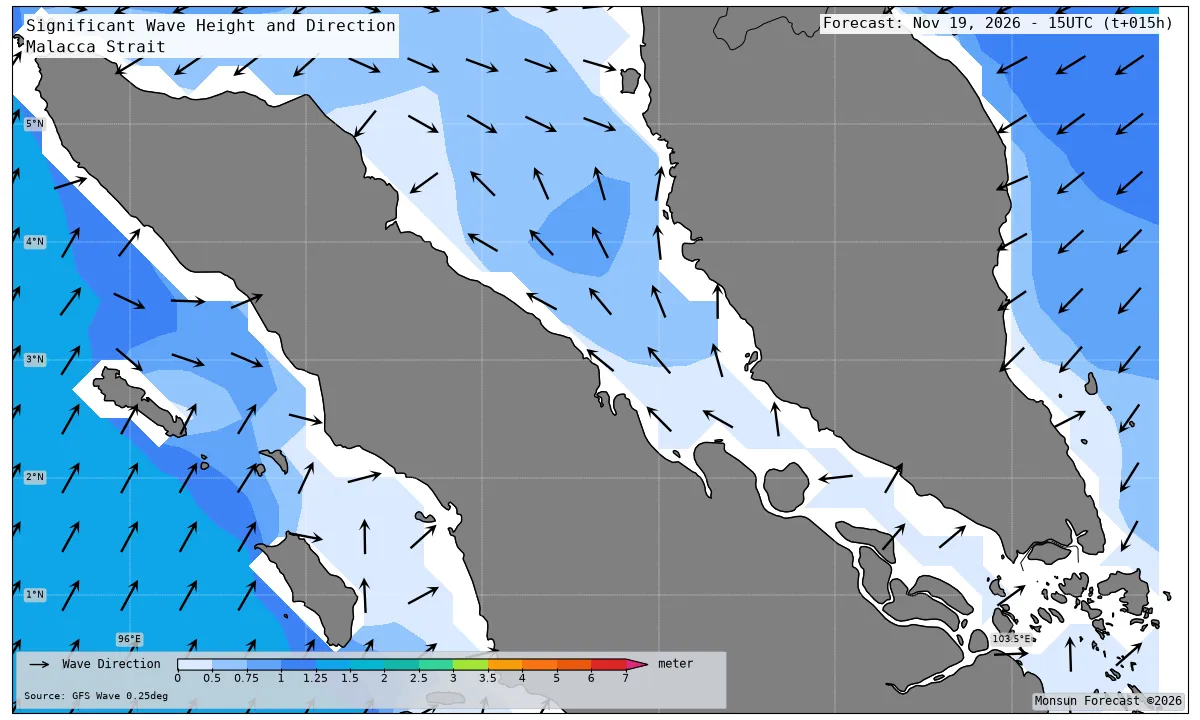 Significant Wave Height and Direction
Malacca Strait
Forecast: Nov 19, 2026 - 15UTC (t+015h)
5°N
4°N
3°N
2°N
1°N
96°E
103.5°E
Wave Direction
meter
0 0.5 0.75 1 1.25 1.5 2 2.5 3 3.5 4 5 6 7
Source: GFS Wave 0.25deg
Monsun Forecast ©2026